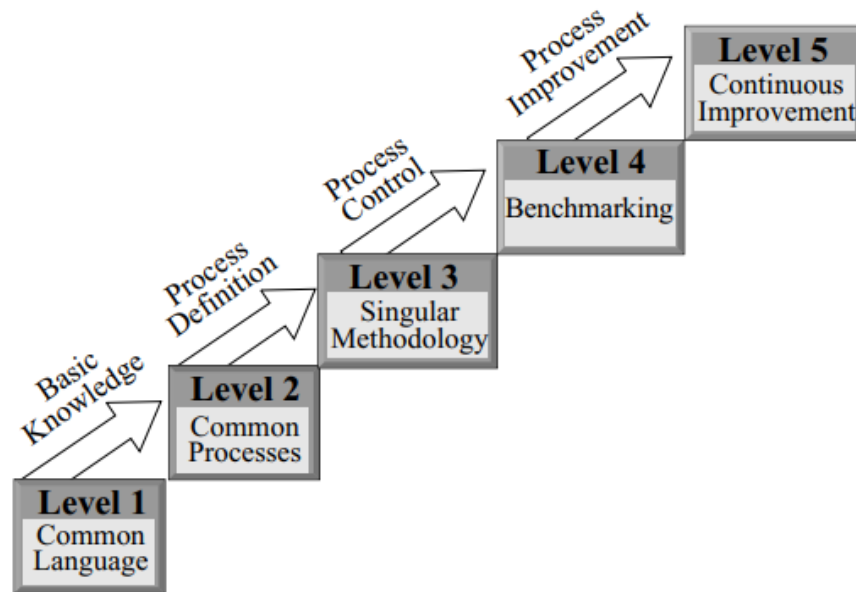 Process
Improvement
Level 5
Continuous
Improvement
Process
Control
Level 4
Benchmarking
Process
Definition
Level 3
Singular
Methodology
Basic
Knowledge
Level 2
Common
Processes
Level 1
Common
Language